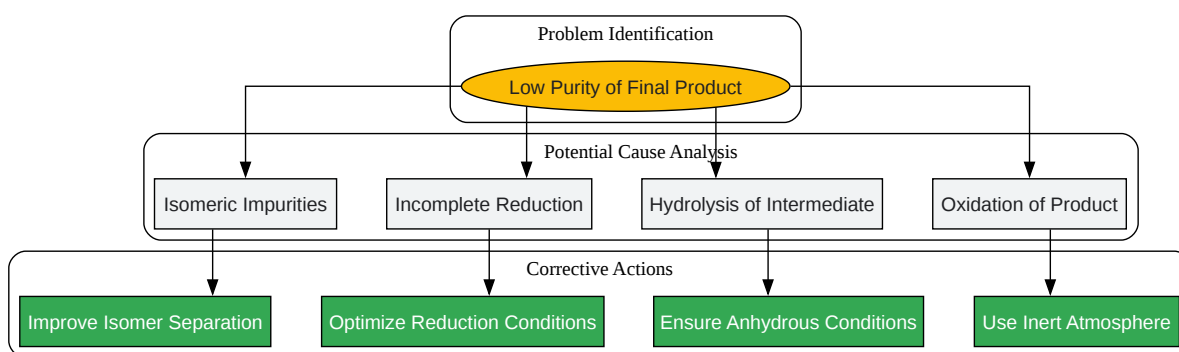 Problem Identification
Low Purity of Final Product
Potential Cause Analysis
Isomeric Impurities
Incomplete Reduction
Hydrolysis of Intermediate
Oxidation of Product
Corrective Actions
Improve Isomer Separation
Optimize Reduction Conditions
Ensure Anhydrous Conditions
Use Inert Atmosphere